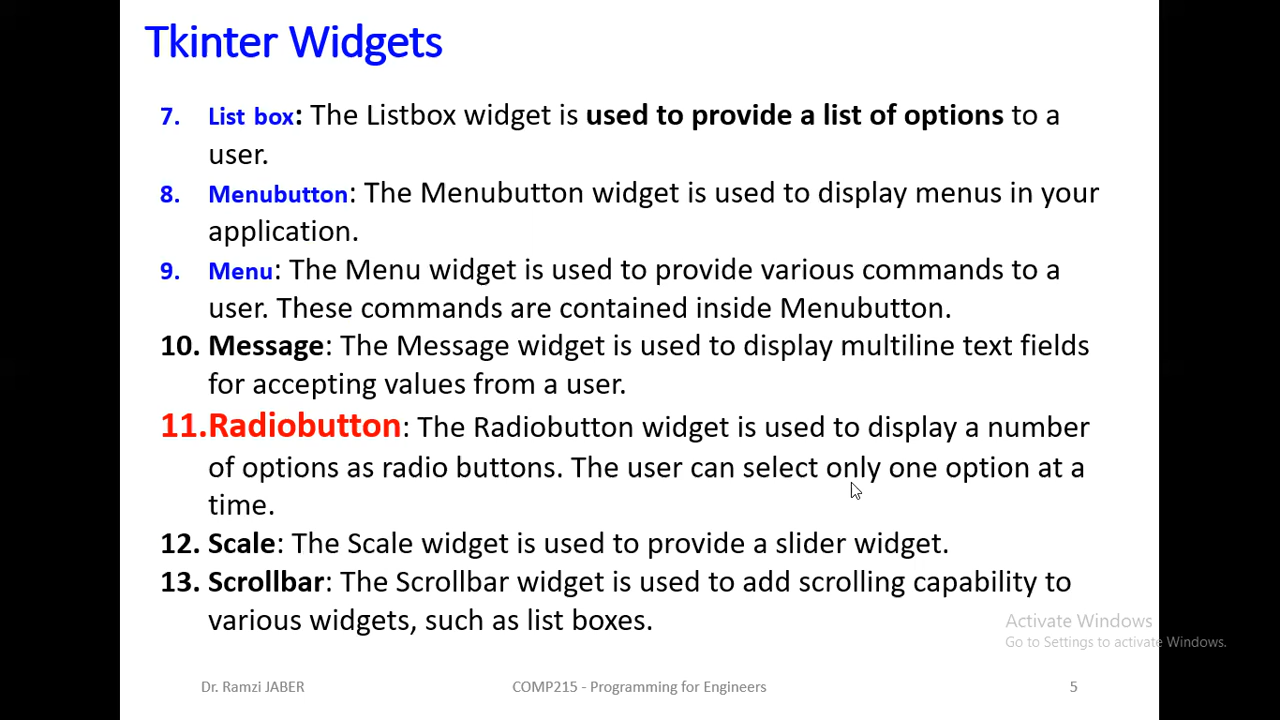 Tkinter Widgets
7. List box: The Listbox widget is used to provide a list of options to a
user.
8. Menubutton: The Menubutton widget is used to display menus in your
application.
9. Menu: The Menu widget is used to provide various commands to a
user. These commands are contained inside Menubutton.
10. Message: The Message widget is used to display multiline text fields
for accepting values from a user.
11.Radiobutton: The Radiobutton widget is used to display a number
of options as radio buttons. The user can select only one option at a
time.
12. Scale: The Scale widget is used to provide a slider widget.
13. Scrollbar: The Scrollbar widget is used to add scrolling capability to
various widgets, such as list boxes.
Activate Windows
Go to Settings to activate Windows.
Dr. Ramzi JABER
COMP215 - Programming for Engineers
5